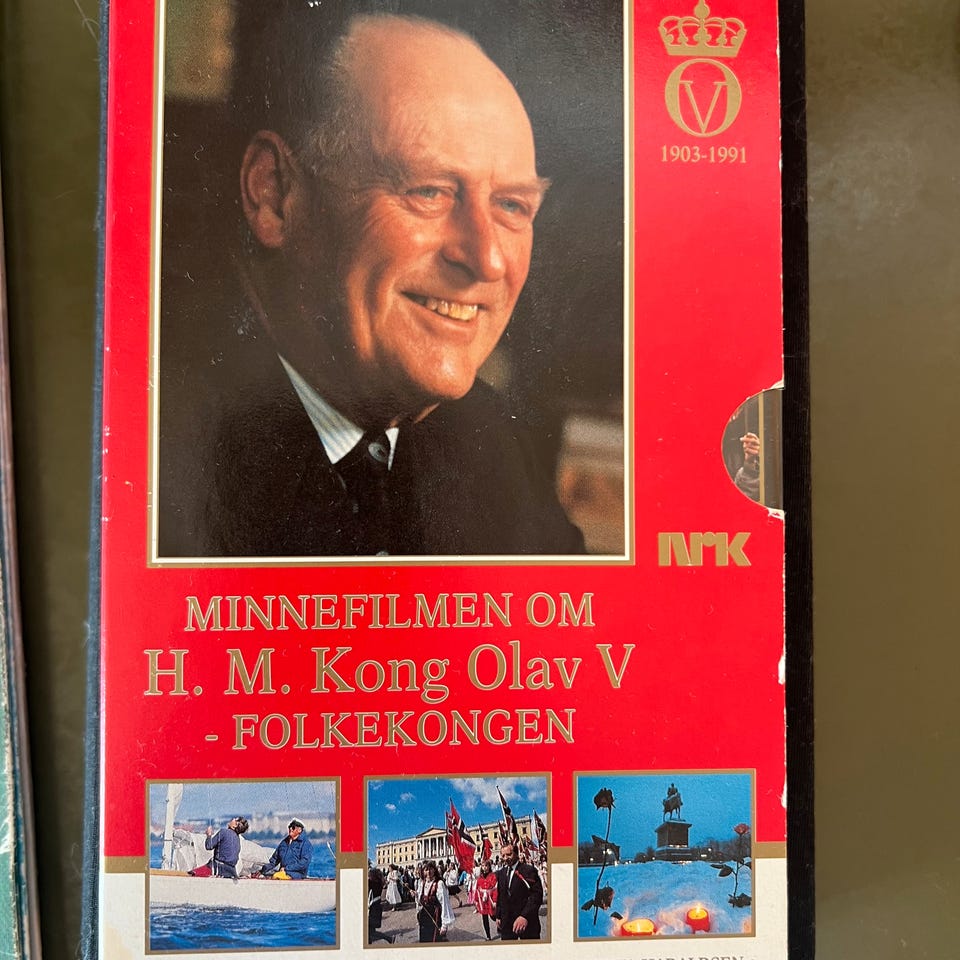 OV
1903-1991
NRK
MINNEFILMEN OM
H. M. Kong Olav V
- FOLKEKONGEN